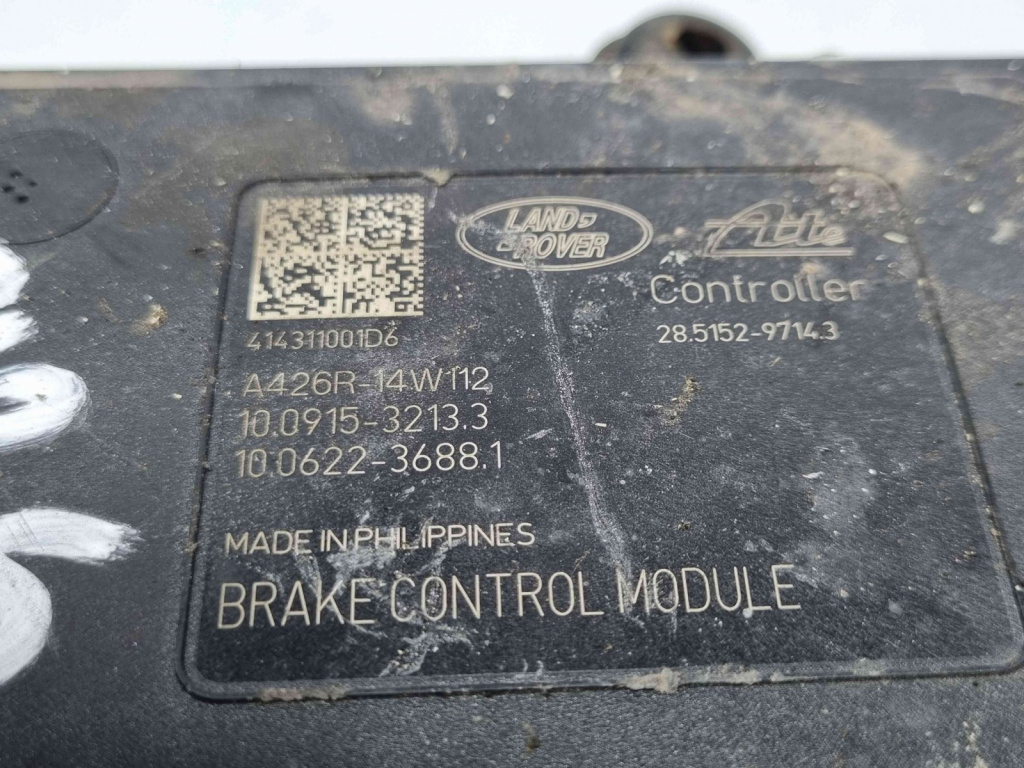 LAND-
ROVER
Ate
Controller
28.5152-9714.3
414311001D6
A426R-14W112
10.0915-3213.3
10.0622-3688.1
MADE IN PHILIPPINES
BRAKE CONTROL MODULE